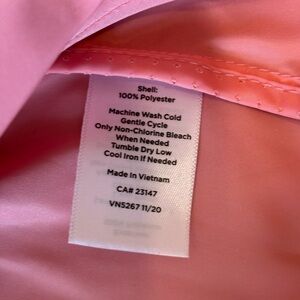 Shell:
100% Polyester
Machine Wash Cold
Gentle Cycle
Only Non-Chlorine Bleach
When Needed
Tumble Dry Low
Cool Iron If Needed
Made In Vietnam
CA# 23147
VN5267 11/20